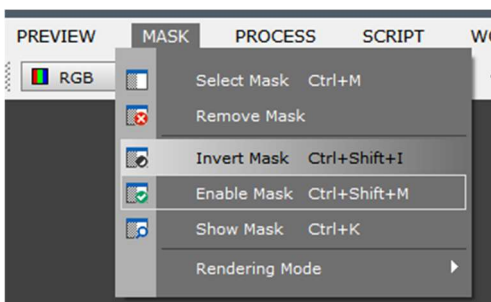 PREVIEW MASK PROCESS SCRIPT
RGB
Select Mask Ctrl+M
Remove Mask
Invert Mask Ctrl+Shift+I
Enable Mask Ctrl+Shift+M
Show Mask Ctrl+K
Rendering Mode